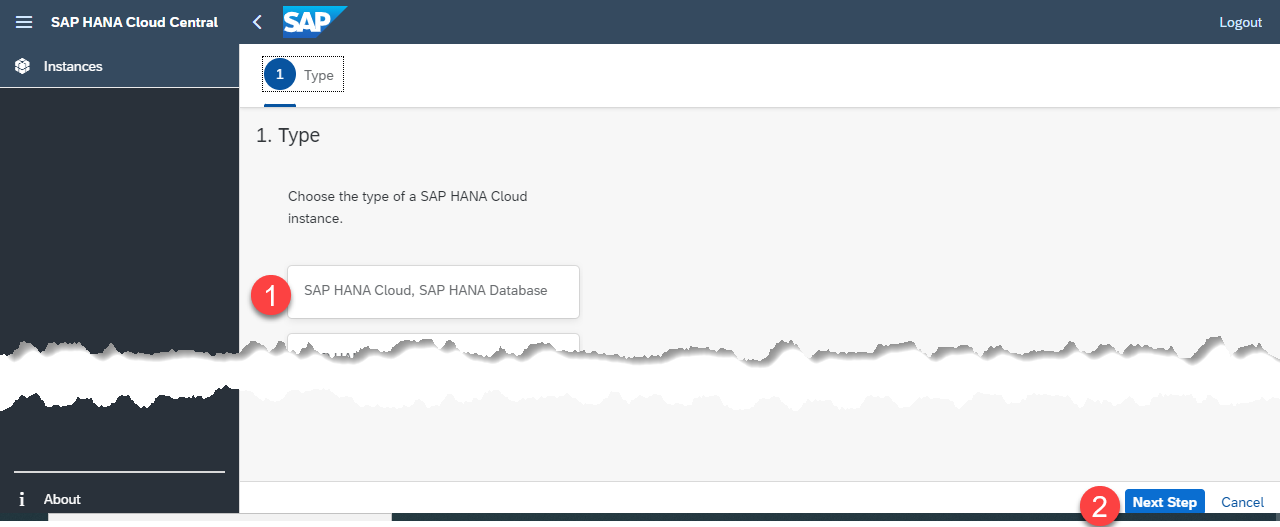 SAP HANA Cloud Central
SAP
Logout
Instances
1 Type
1. Type
Choose the type of a SAP HANA Cloud
instance.
1
SAP HANA Cloud, SAP HANA Database
About
2
Next Step
Cancel